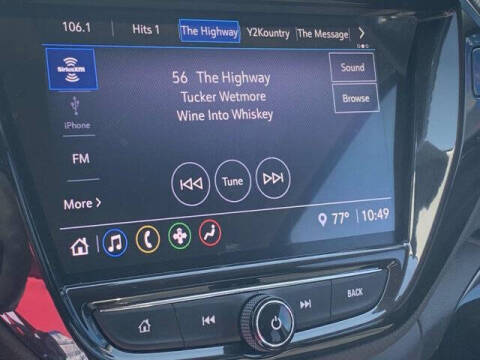 106.1 Hits 1 The Highway Y2Kountry The Message >
SiriusXM
56 The Highway
Sound
Tucker Wetmore
Browse
Wine Into Whiskey
iPhone
FM
Tune
More >
77° 10:49
BACK